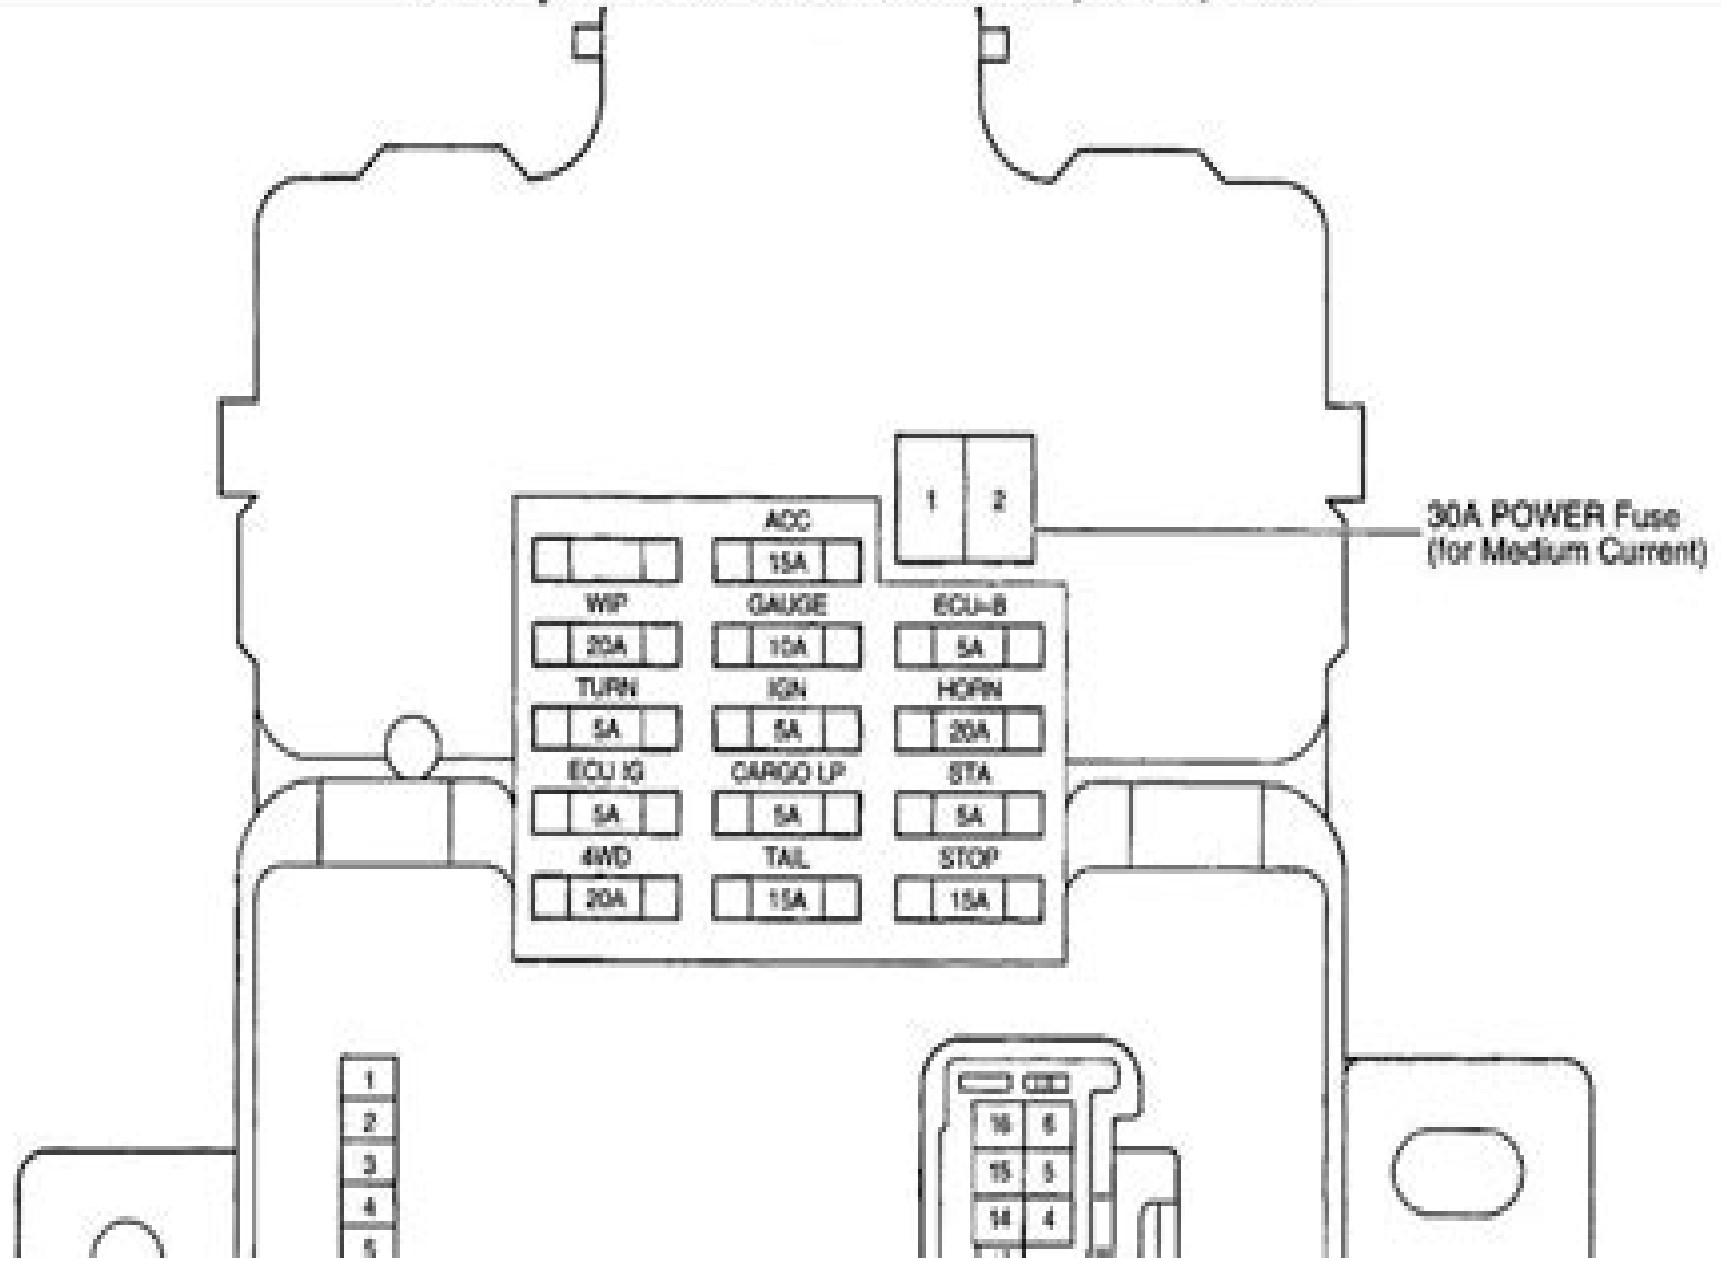 1 2
30A POWER Fuse
(for Medium Current)
ACC
15A
WIP GAUGE ECU-B
20A 10A 5A
TURN IGN HORN
5A 5A 20A
ECU IG CARGO LP STA
5A 5A 5A
4WD TAIL STOP
20A 15A 15A
1
2
3
4
5
16 6
15 5
14 4